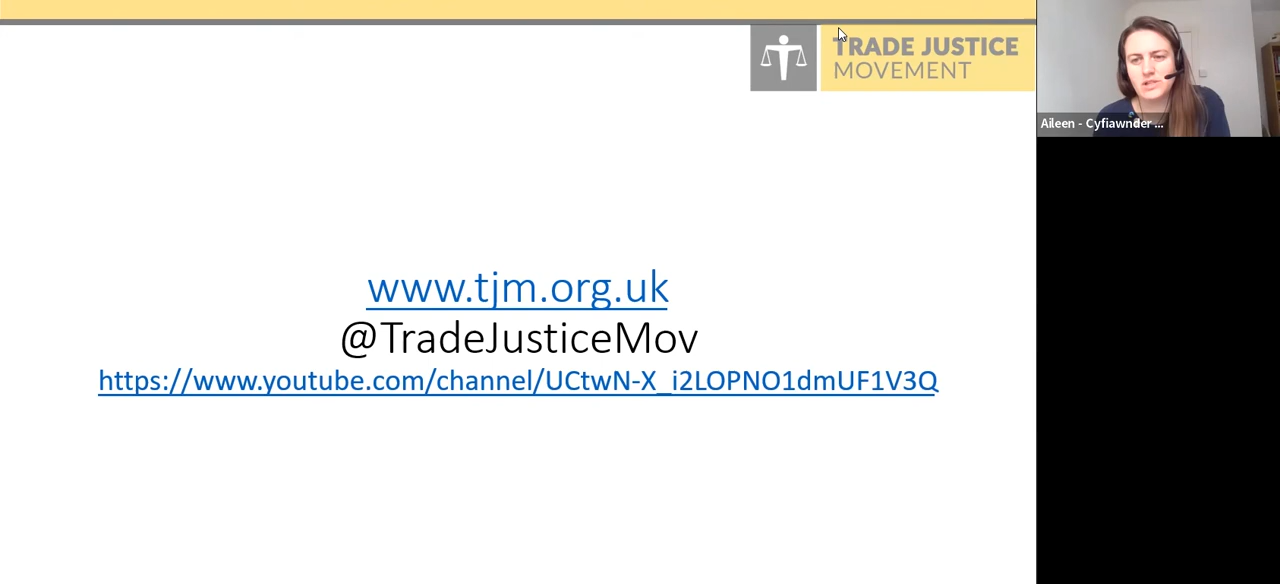 TRADE JUSTICE
MOVEMENT
Aileen - Cyfiawnder ...
www.tjm.org.uk
@TradeJusticeMov
https://www.youtube.com/channel/UCtwN-X_i2LOPNO1dmUF1V3Q